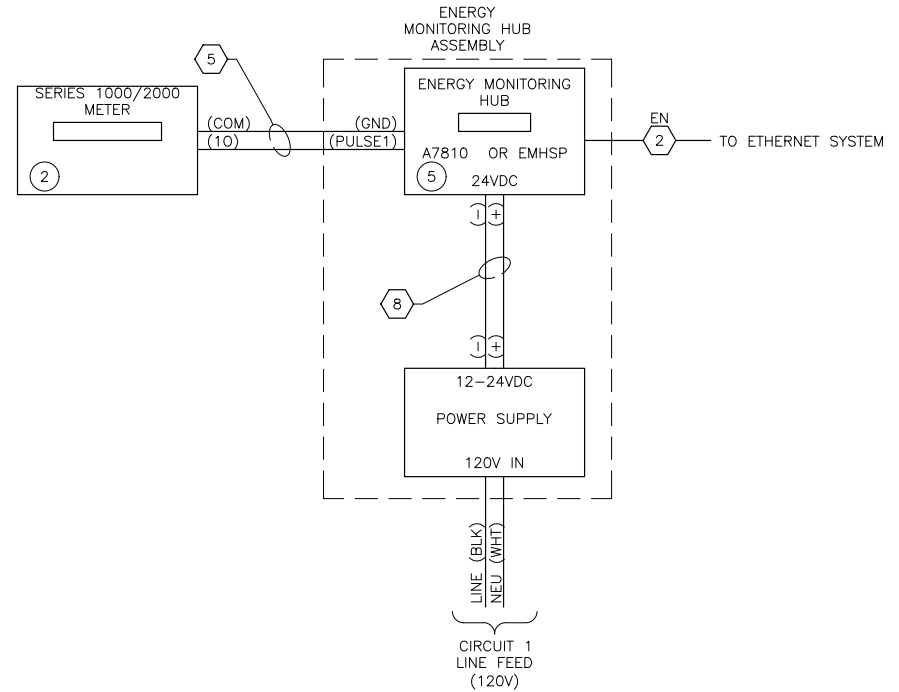 ENERGY
MONITORING HUB
ASSEMBLY
5
SERIES 1000/2000
METER
2
(COM)
(10)
(GND)
(PULSE1)
ENERGY MONITORING
HUB
A7810 OR EMHSP
5
24VDC
EN
2
TO ETHERNET SYSTEM
(-)
(+)
8
(-)
(+)
12-24VDC
POWER SUPPLY
120V IN
LINE (BLK)
NEU (WHT)
CIRCUIT 1
LINE FEED
(120V)